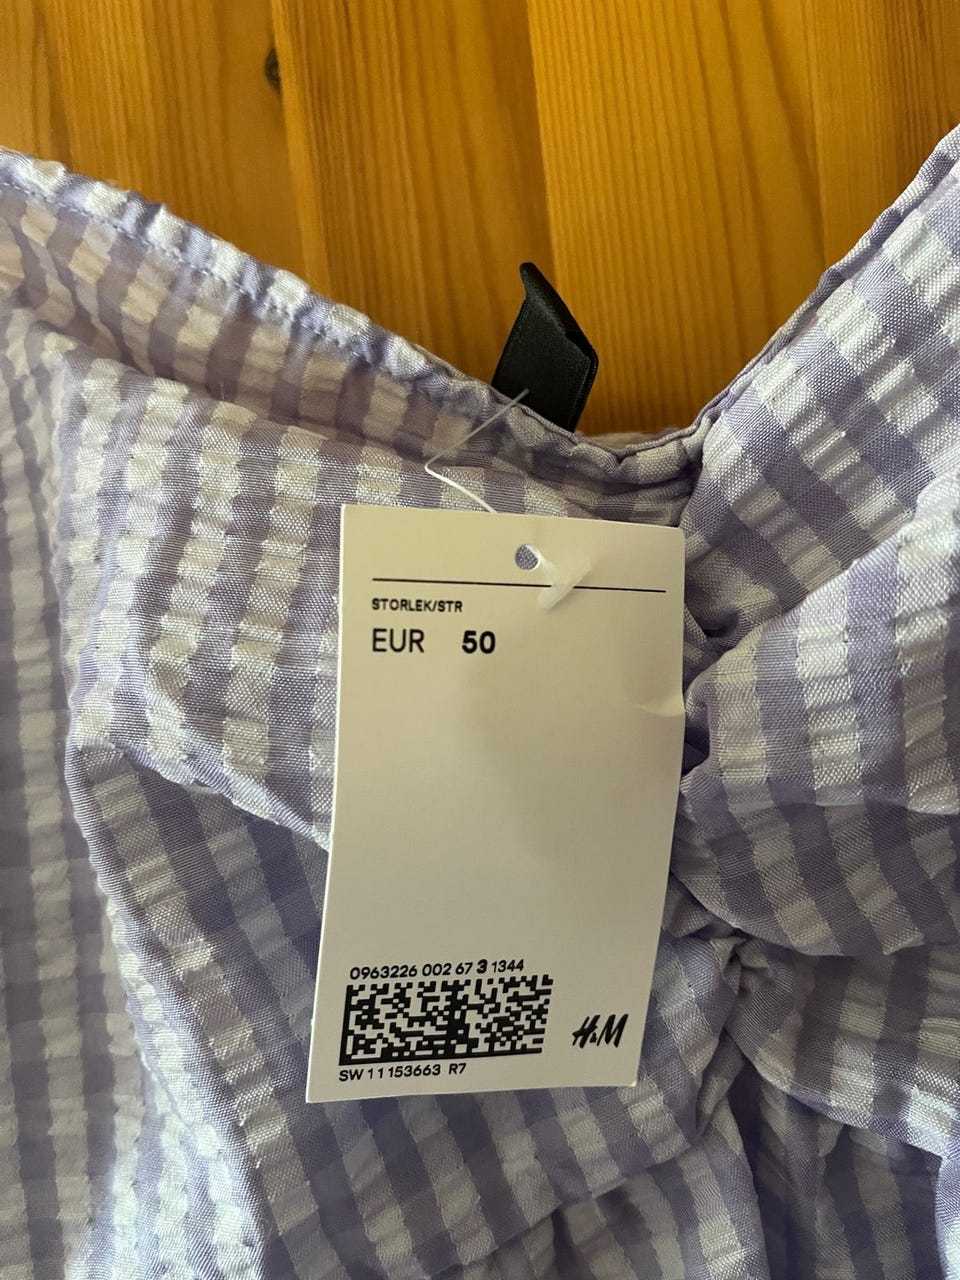 STORLEK/STR
EUR 50
0963226 002 67 3 1344
H&M
SW 11153663 R7